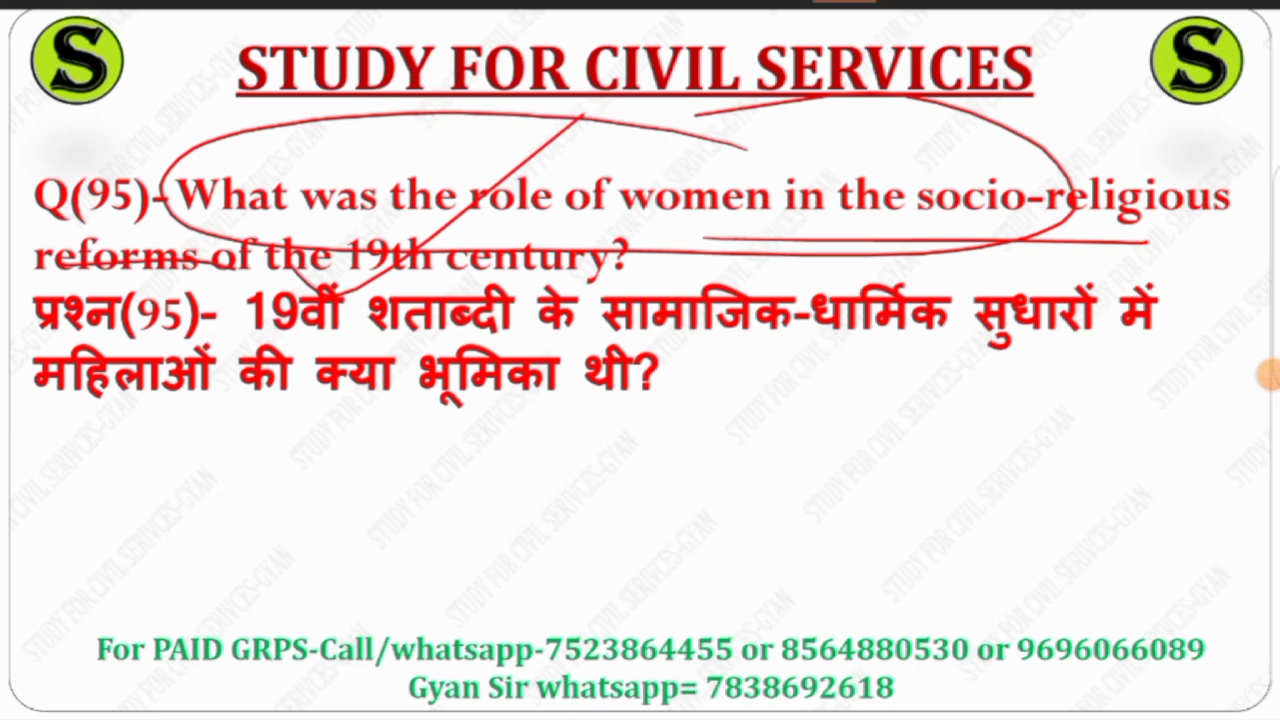 S STUDY FOR CIVIL SERVICES S
Q(95)-What was the role of women in the socio-religious
reforms of the 19th century?
प्रश्न(95)- 19वीं शताब्दी के सामाजिक-धार्मिक सुधारों में
महिलाओं की क्या भूमिका थी?
For PAID GRPS-Call/whatsapp-7523864455 or 8564880530 or 9696066089
Gyan Sir whatsapp= 7838692618